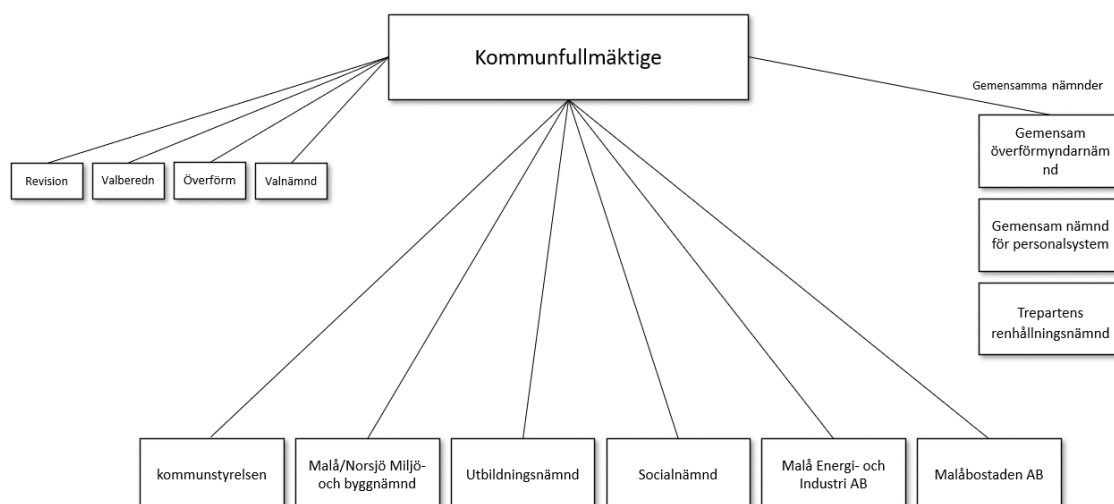 Kommunfullmäktige
Gemensamma nämnder
Gemensam
överförmyndarnäm
nd
Revision
Valberedn
Överförm
Valnämnd
Gemensam nämnd
för personalsystem
Trepartens
renhållningsnämnd
kommunstyrelsen
Malå/Norsjö Miljö-
och byggnämnd
Utbildningsnämnd
Socialnämnd
Malå Energi- och
Industri AB
Malåbostaden AB